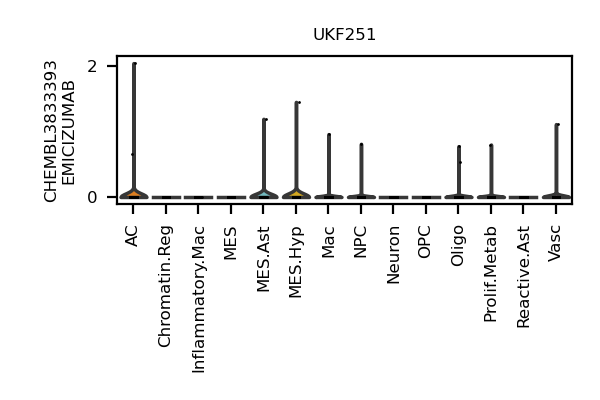 UKF251
CHEMBL3833393
EMICIZUMAB
2
0
AC
Chromatin.Reg
Inflammatory.Mac
MES
MES.Ast
MES.Hyp
Mac
NPC
Neuron
OPC
Oligo
Prolif.Metab
Reactive.Ast
Vasc